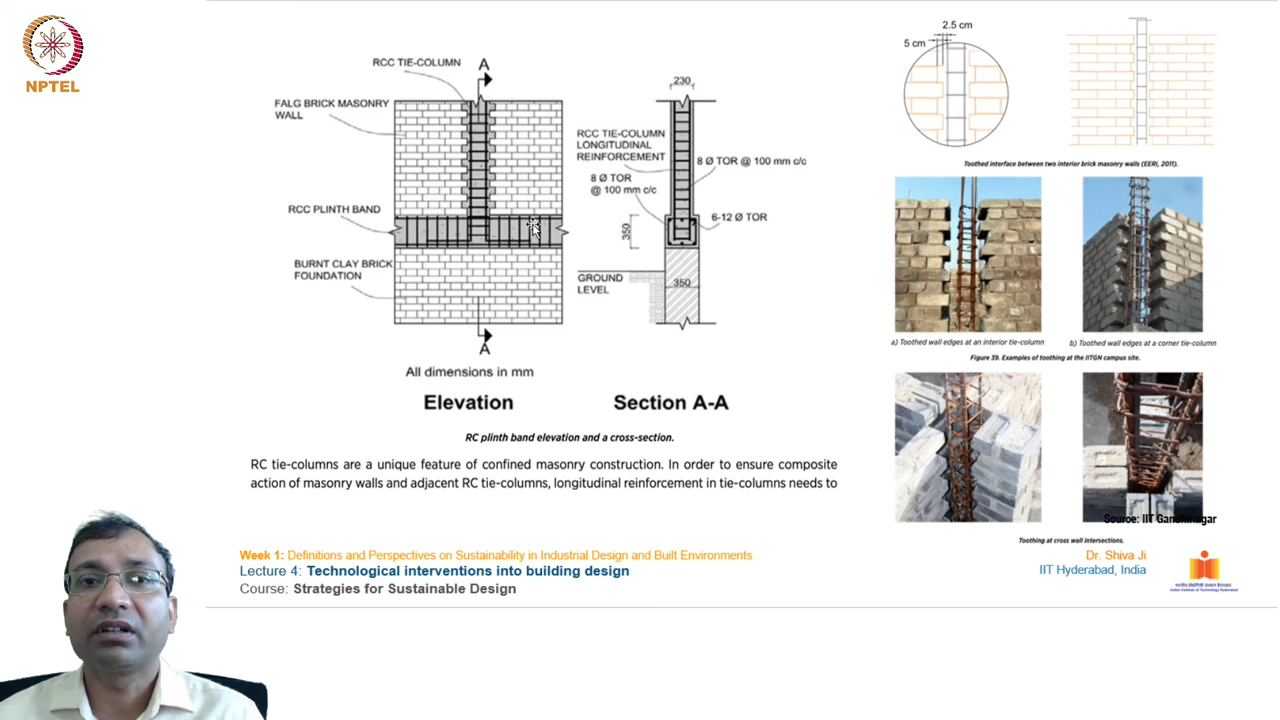 NPTEL
RCC TIE-COLUMN
A
FALG BRICK MASONRY
WALL
RCC PLINTH BAND
BURNT CLAY BRICK
FOUNDATION
A
All dimensions in mm
Elevation
230
RCC TIE-COLUMN
LONGITUDINAL
REINFORCEMENT
8 Ø TOR @ 100 mm c/c
8 Ø TOR
@ 100 mm c/c
6-12 Ø TOR
350
GROUND
LEVEL
350
Section A-A
RC plinth band elevation and a cross-section.
RC tie-columns are a unique feature of confined masonry construction. In order to ensure composite
action of masonry walls and adjacent RC tie-columns, longitudinal reinforcement in tie-columns needs to
2.5 cm
5 cm
Toothed interface between two interior brick masonry walls (EERI, 2011).
a) Toothed wall edges at an interior tie-column
b) Toothed wall edges at a corner tie-column
Figure 39. Examples of toothing at the IITGN campus site.
Souroe: IIT Gandhinagar
Toothing at cross wall intersections.
Week 1: Definitions and Perspectives on Sustainability in Industrial Design and Built Environments
Lecture 4: Technological interventions into building design
Course: Strategies for Sustainable Design
Dr. Shiva Ji
IIT Hyderabad, India
Indian Institute of Technology Hyderabad